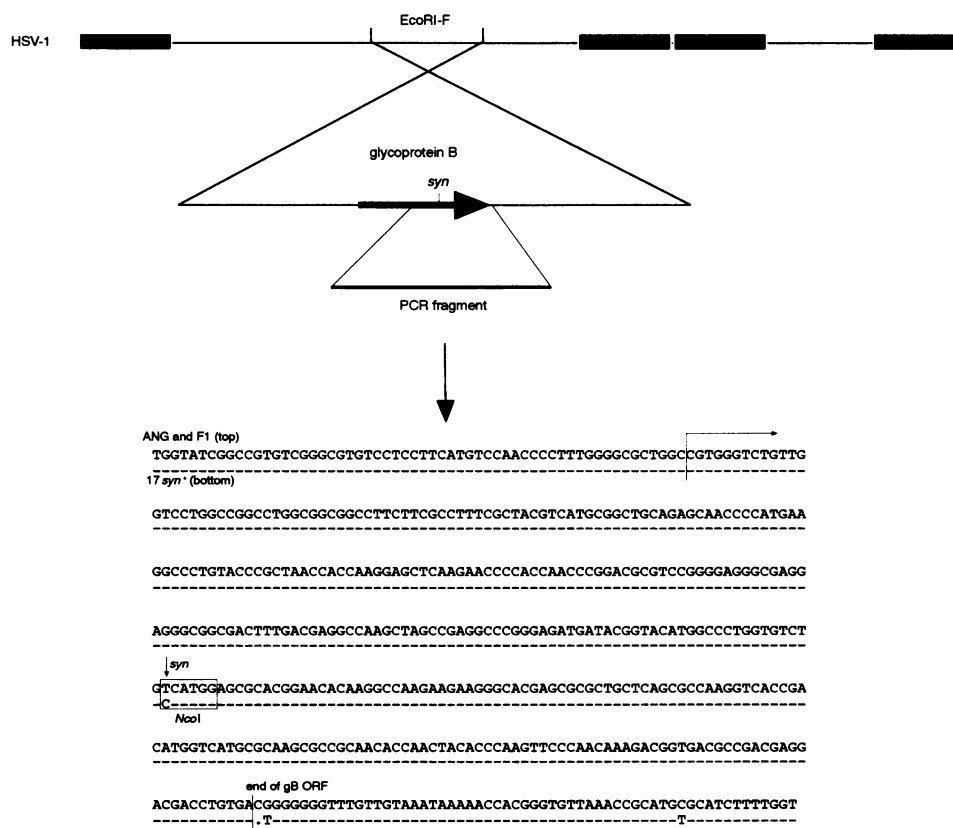 EcoRI-F
HSV-1
glycoprotein B
syn
PCR fragment
ANG and F1 (top)
TGGTATCGGCCGTGTCGGGCGTGTCCTCCTTCATGTCCAACCCCTTTGGGGCGCTGGCCGTGGGTCTGTTG
17 syn+ (bottom)
GTCCTGGCCGGCCTGGCGGCGGCCTTCTTCGCCTTTCGCTACGTCATGCGGCTGCAGAGCAACCCCATGAA
GGCCCTGTACCCGCTAACCACCAAGGAGCTCAAGAACCCCACCAACCCGGACGCGTCCGGGGAGGGCGAGG
AGGGCGGCGACTTTGACGAGGCCAAGCTAGCCGAGGCCCGGGAGATGATACGGTACATGGCCCTGGTGTCT
syn
GTCATGGAGCGCACGGAACACAAGGCCAAGAAGAAGGGCACGAGCGCGCTGCTCAGCGCCAAGGTCACCGA
C
NcoI
CATGGTCATGCGCAAGCGCCGCAACACCAACTACACCCAAGTTCCCAACAAAGACGGTGACGCCGACGAGG
end of gB ORF
ACGACCTGTGACGGGGGGGTTTGTTGTAAATAAAAACCACGGGTGTTAAACCGCATGCGCATCTTTTGGT
.T T